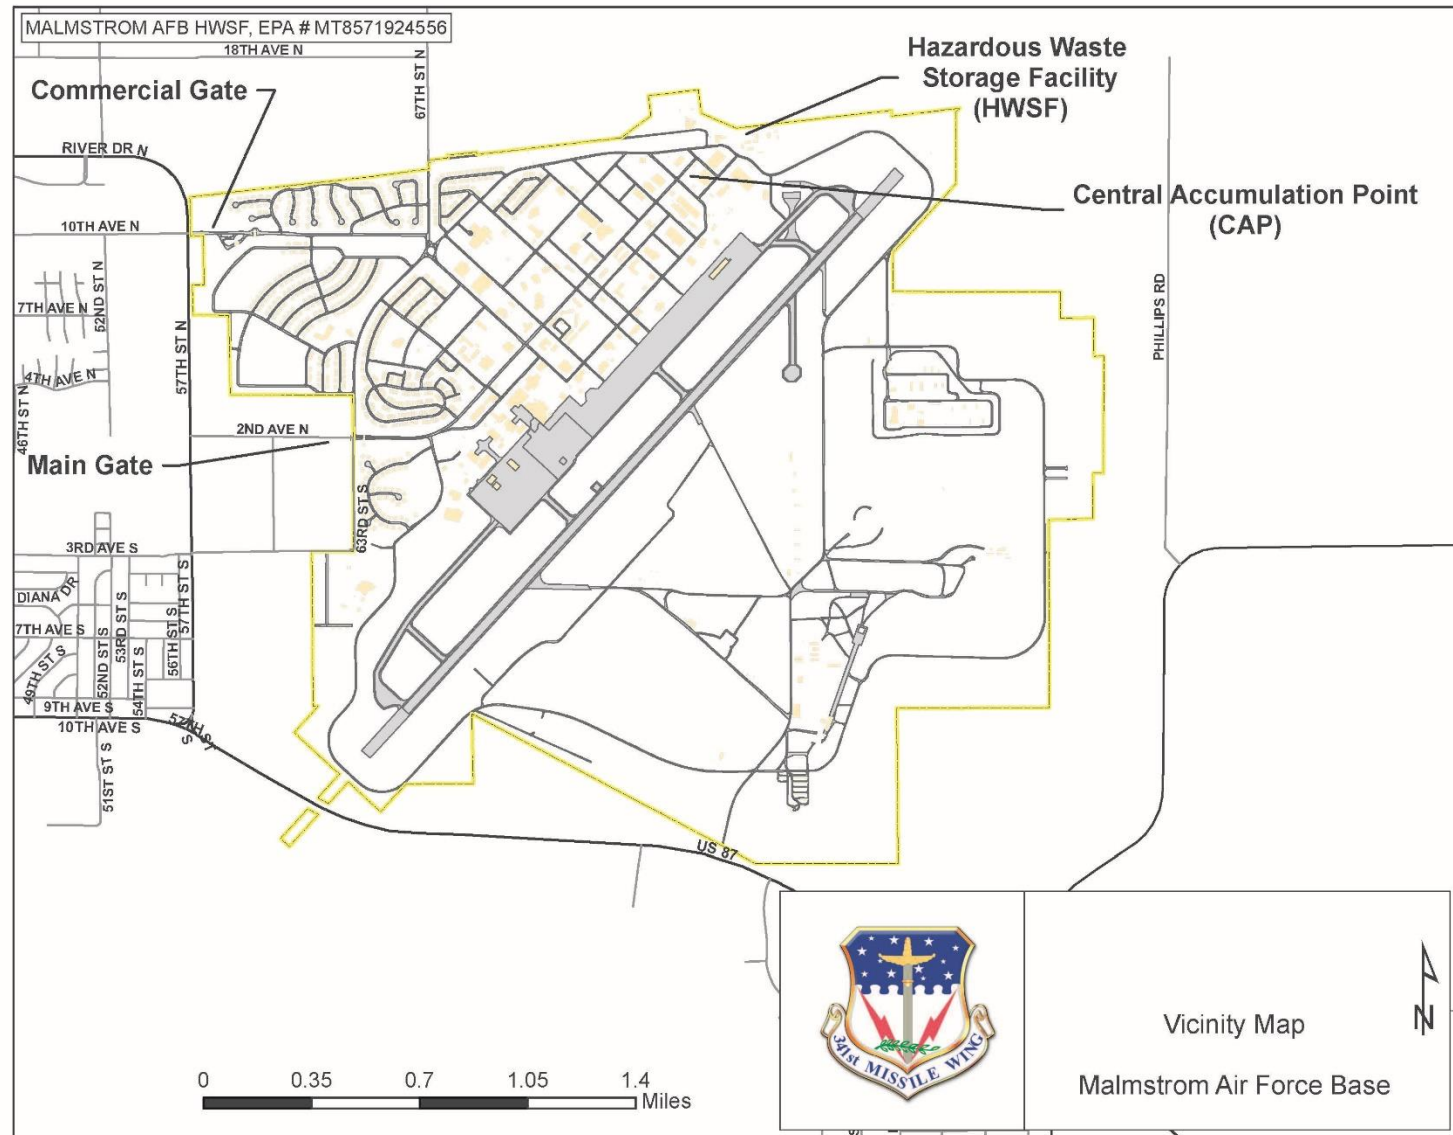 MALMSTROM AFB HWSF, EPA # MT8571924556
18TH AVE N
67TH ST N
Hazardous Waste
Storage Facility
(HWSF)
Commercial Gate
RIVER DR N
Central Accumulation Point
(CAP)
10TH AVE N
52ND ST N
7TH AVE N
57TH ST N
PHILLIPS RD
4TH AVE N
46TH ST N
2ND AVE N
Main Gate
63RD ST S
3RD AVE S
DIANA DR
57TH ST S
7TH AVE S
49TH ST S
52ND ST S
53RD ST S
54TH ST S
56TH ST S
9TH AVE S
10TH AVE S
57TH ST S
51ST ST S
US 87
341st MISSILE WING
Vicinity Map
N
Malmstrom Air Force Base
0 0.35 0.7 1.05 1.4
Miles